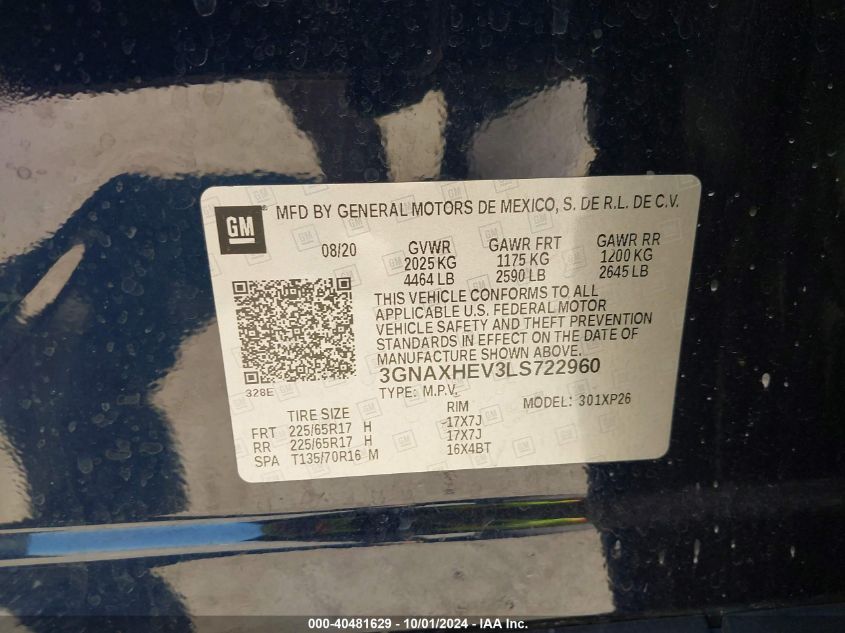 GM MFD BY GENERAL MOTORS DE MEXICO, S. DE R.L. DE C.V.
08/20 GVWR GAWR FRT GAWR RR
2025 KG 1175 KG 1200 KG
4464 LB 2590 LB 2645 LB
THIS VEHICLE CONFORMS TO ALL
APPLICABLE U.S. FEDERAL MOTOR
VEHICLE SAFETY AND THEFT PREVENTION
STANDARDS IN EFFECT ON THE DATE OF
MANUFACTURE SHOWN ABOVE.
328E 3GNAXHEV3LS722960
TYPE: M.P.V. MODEL: 301XP26
TIRE SIZE RIM
FRT 225/65R17 H 17X7J
RR 225/65R17 H 17X7J
SPA T135/70R16 M 16X4BT
000-40481629 - 10/01/2024 - IAAI.com